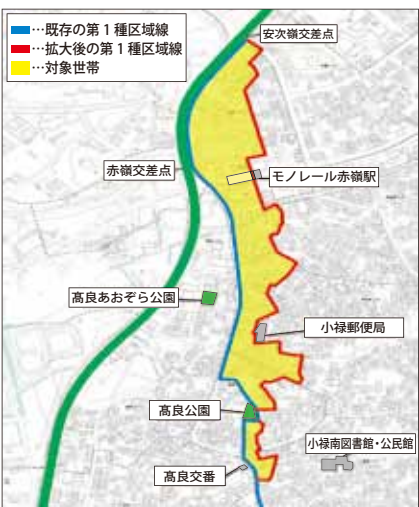 …既存の第1種区域線
…拡大後の第1種区域線
…対象世帯
安次嶺交差点
赤嶺交差点
モノレール赤嶺駅
髙良あおぞら公園
小禄郵便局
髙良公園
小禄南図書館・公民館
髙良交番